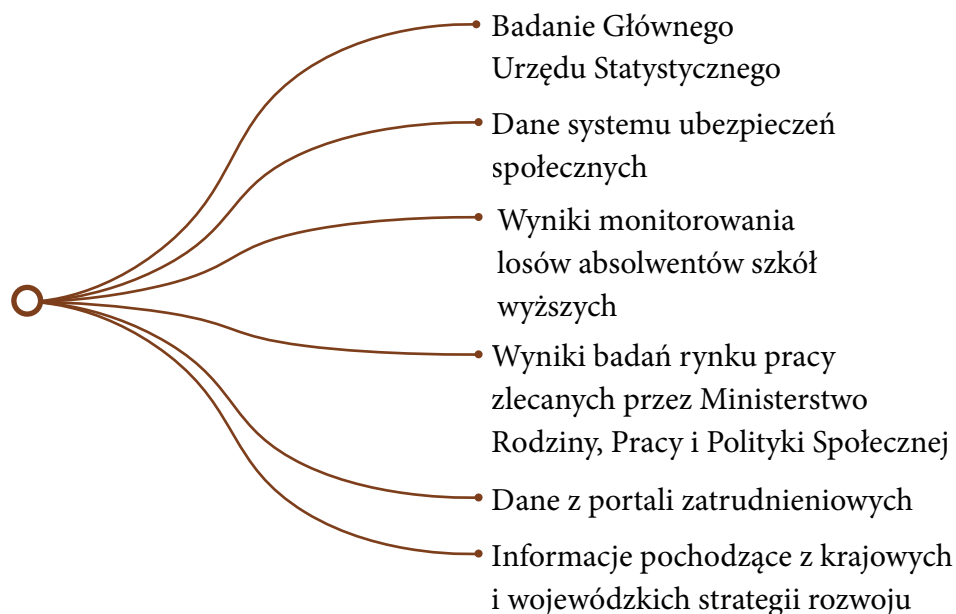 Badanie Głównego
Urzędu Statystycznego
Dane systemu ubezpieczeń
społecznych
Wyniki monitorowania
losów absolwentów szkół
wyższych
Wyniki badań rynku pracy
zlecanych przez Ministerstwo
Rodziny, Pracy i Polityki Społecznej
Dane z portali zatrudnieniowych
Informacje pochodzące z krajowych
i wojewódzkich strategii rozwoju